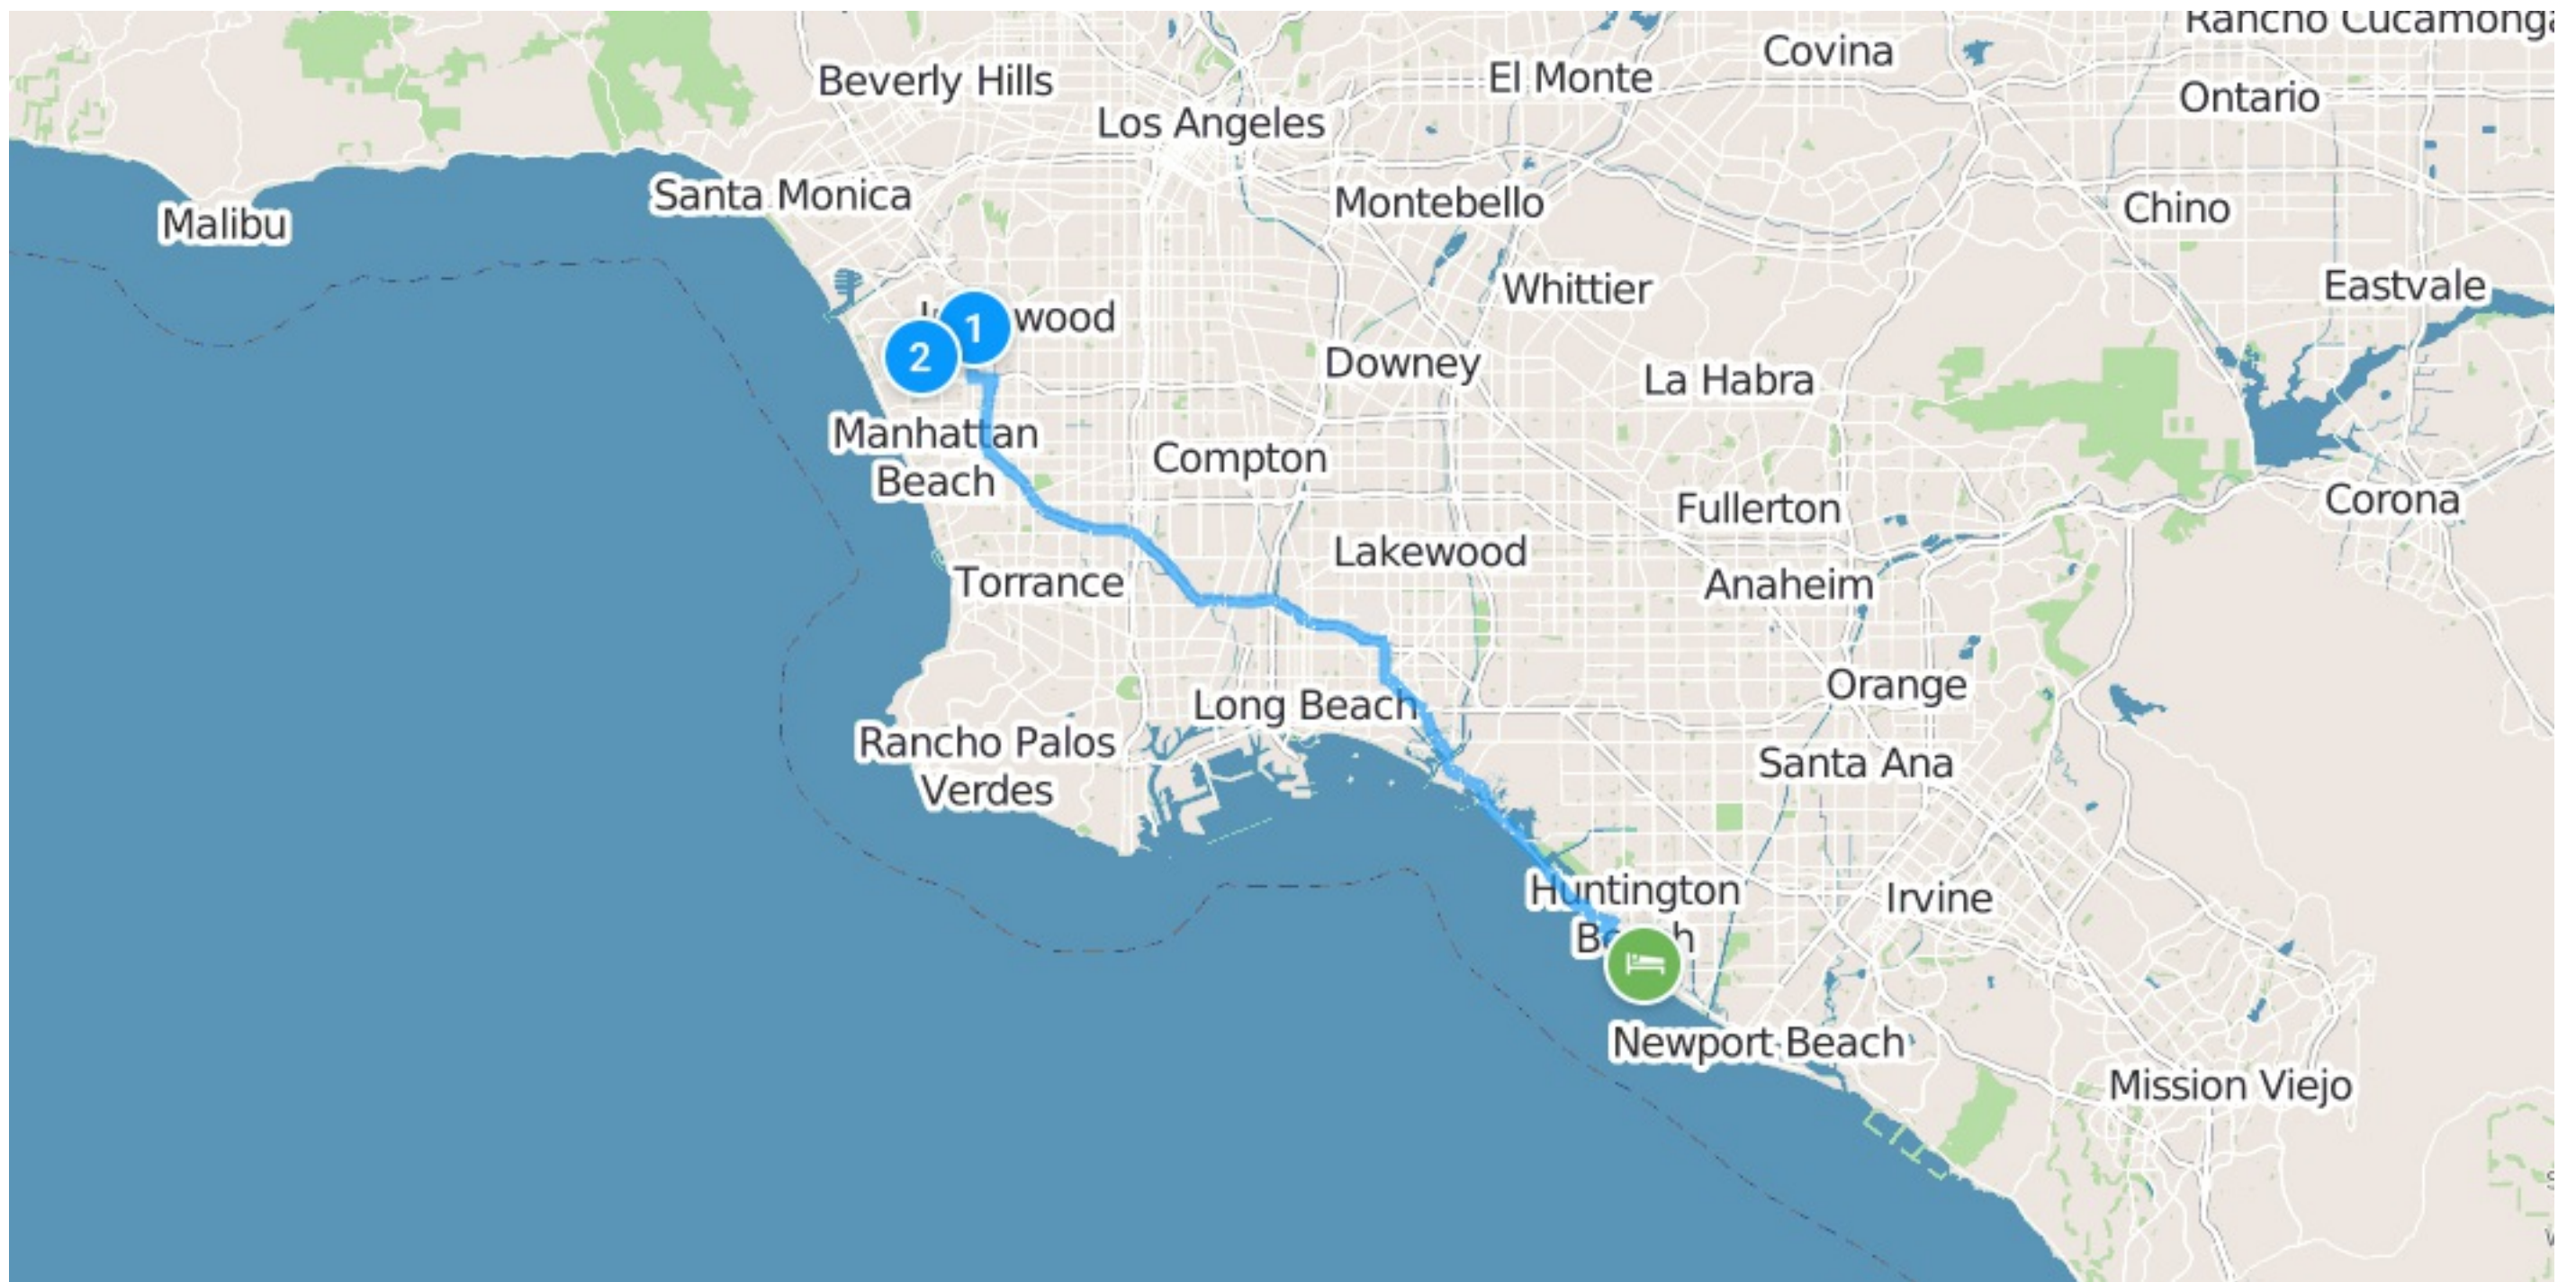 Rancho Cucamonga
Covina
Beverly Hills
El Monte
Ontario
Los Angeles
Santa Monica
Montebello
Chino
Malibu
Whittier
Eastvale
1
wood
2
Downey
La Habra
Manhattan
Beach
Compton
Corona
Fullerton
Lakewood
Torrance
Anaheim
Orange
Long Beach
Rancho Palos
Verdes
Santa Ana
Huntington
Irvine
Newport Beach
Mission Viejo